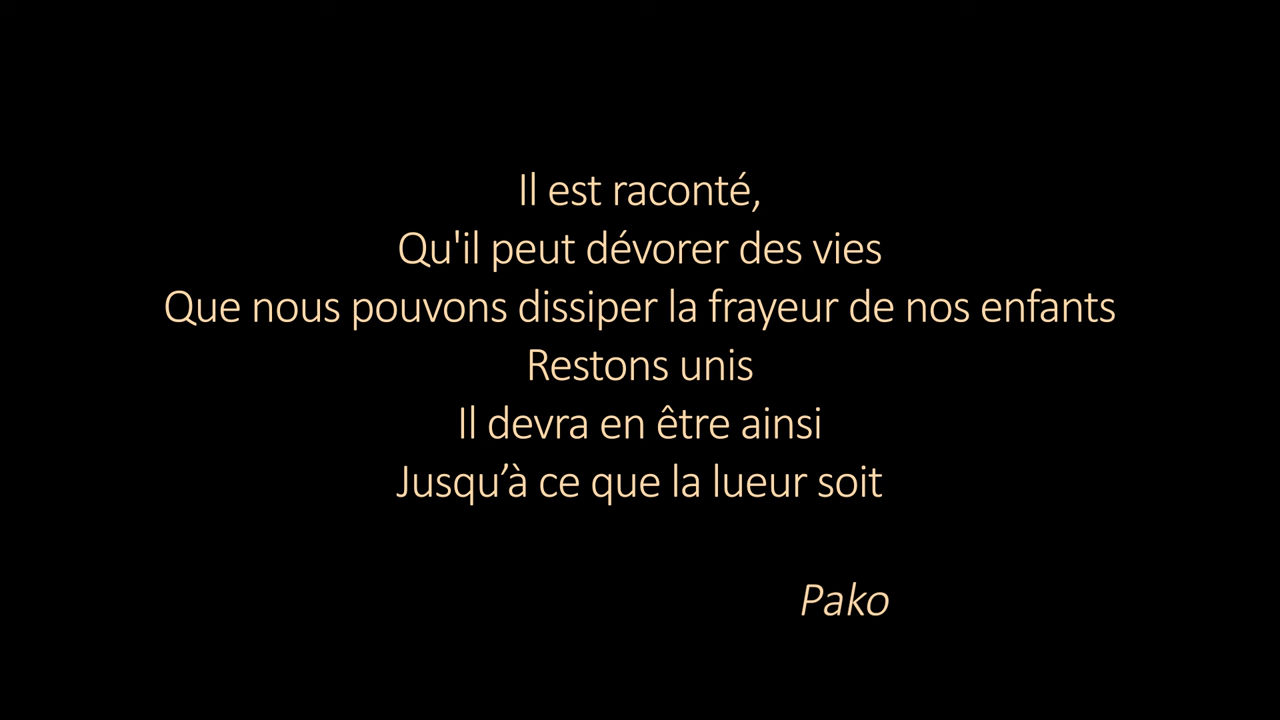 Il est raconté,
Qu'il peut dévorer des vies
Que nous pouvons dissiper la frayeur de nos enfants
Restons unis
Il devra en être ainsi
Jusqu’à ce que la lueur soit
Pako